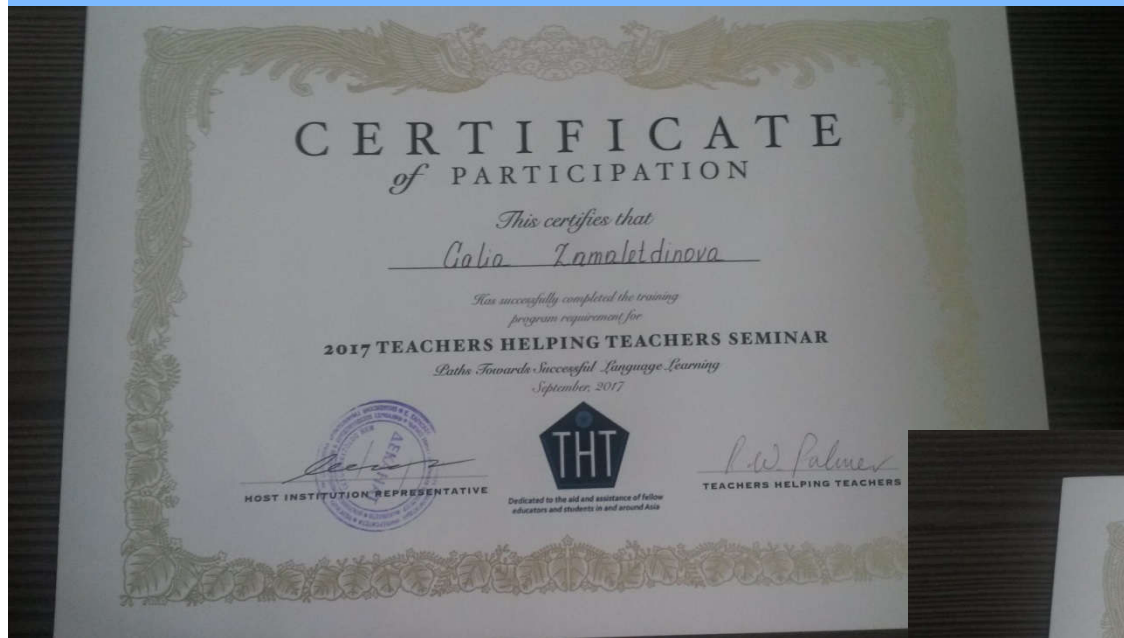 CERTIFICATE
of PARTICIPATION
This certifies that
Galia Zamaletdinova
Has successfully completed the training
program requirement for
2017 TEACHERS HELPING TEACHERS SEMINAR
Paths Towards Successful Language Learning
September, 2017
ДЕКАНАТ
THT
R.W. Palmer
HOST INSTITUTION REPRESENTATIVE
Dedicated to the aid and assistance of fellow
educators and students in and around Asia
TEACHERS HELPING TEACHERS